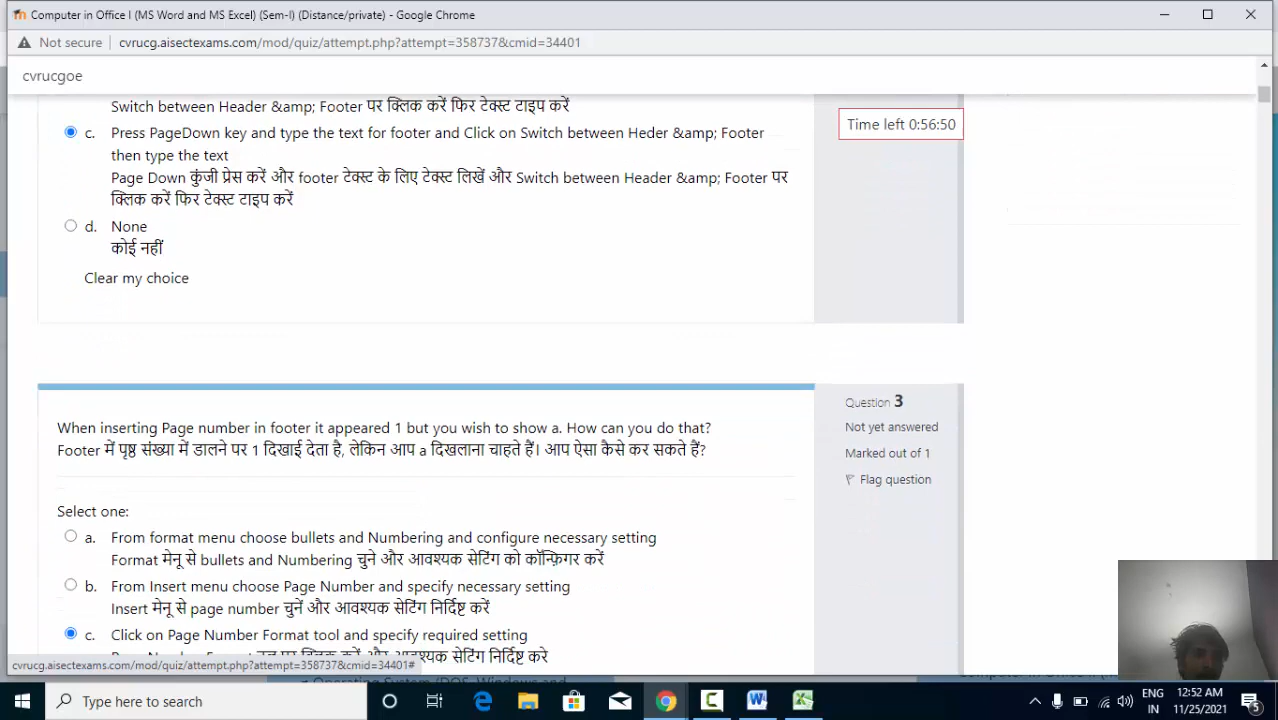 Computer in Office I (MS Word and MS Excel) (Sem-I) (Distance/private) - Google Chrome
Not secure | cvrucg.aisectexams.com/mod/quiz/attempt.php?attempt=358737&cmid=34401
cvrucgoe
Switch between Header &amp; Footer पर क्लिक करें फिर टेक्स्ट टाइप करें
c. Press PageDown key and type the text for footer and Click on Switch between Heder &amp; Footer
then type the text
Page Down कुंजी प्रेस करें और footer टेक्स्ट के लिए टेक्स्ट लिखें और Switch between Header &amp; Footer पर
क्लिक करें फिर टेक्स्ट टाइप करें
d. None
कोई नहीं
Clear my choice
Time left 0:56:50
When inserting Page number in footer it appeared 1 but you wish to show a. How can you do that?
Footer में पृष्ठ संख्या में डालने पर 1 दिखाई देता है, लेकिन आप a दिखलाना चाहते हैं। आप ऐसा कैसे कर सकते हैं?
Question 3
Not yet answered
Marked out of 1
Flag question
Select one:
a. From format menu choose bullets and Numbering and configure necessary setting
Format मेनू से bullets and Numbering चुने और आवश्यक सेटिंग को कॉन्फ़िगर करें
b. From Insert menu choose Page Number and specify necessary setting
Insert मेनू से page number चुनें और आवश्यक सेटिंग निर्दिष्ट करें
c. Click on Page Number Format tool and specify required setting
आवश्यक सेटिंग निर्दिष्ट करे
cvrucg.aisectexams.com/mod/quiz/attempt.php?attempt=358737&cmid=34401#
Type here to search
ENG
IN
12:52 AM
11/25/2021
5